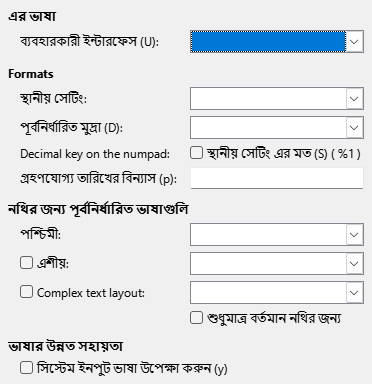 এর ভাষা
ব্যবহারকারী ইন্টারফেস (U):
Formats
স্থানীয় সেটিং:
পূর্বনির্ধারিত মুদ্রা (D):
Decimal key on the numpad: স্থানীয় সেটিং এর মত (S) ( %1 )
গ্রহণযোগ্য তারিখের বিন্যাস (p):
নথির জন্য পূর্বনির্ধারিত ভাষাগুলি
পশ্চিমী:
এশীয়:
Complex text layout:
শুধুমাত্র বর্তমান নথির জন্য
ভাষার উন্নত সহায়তা
সিস্টেম ইনপুট ভাষা উপেক্ষা করুন (y)